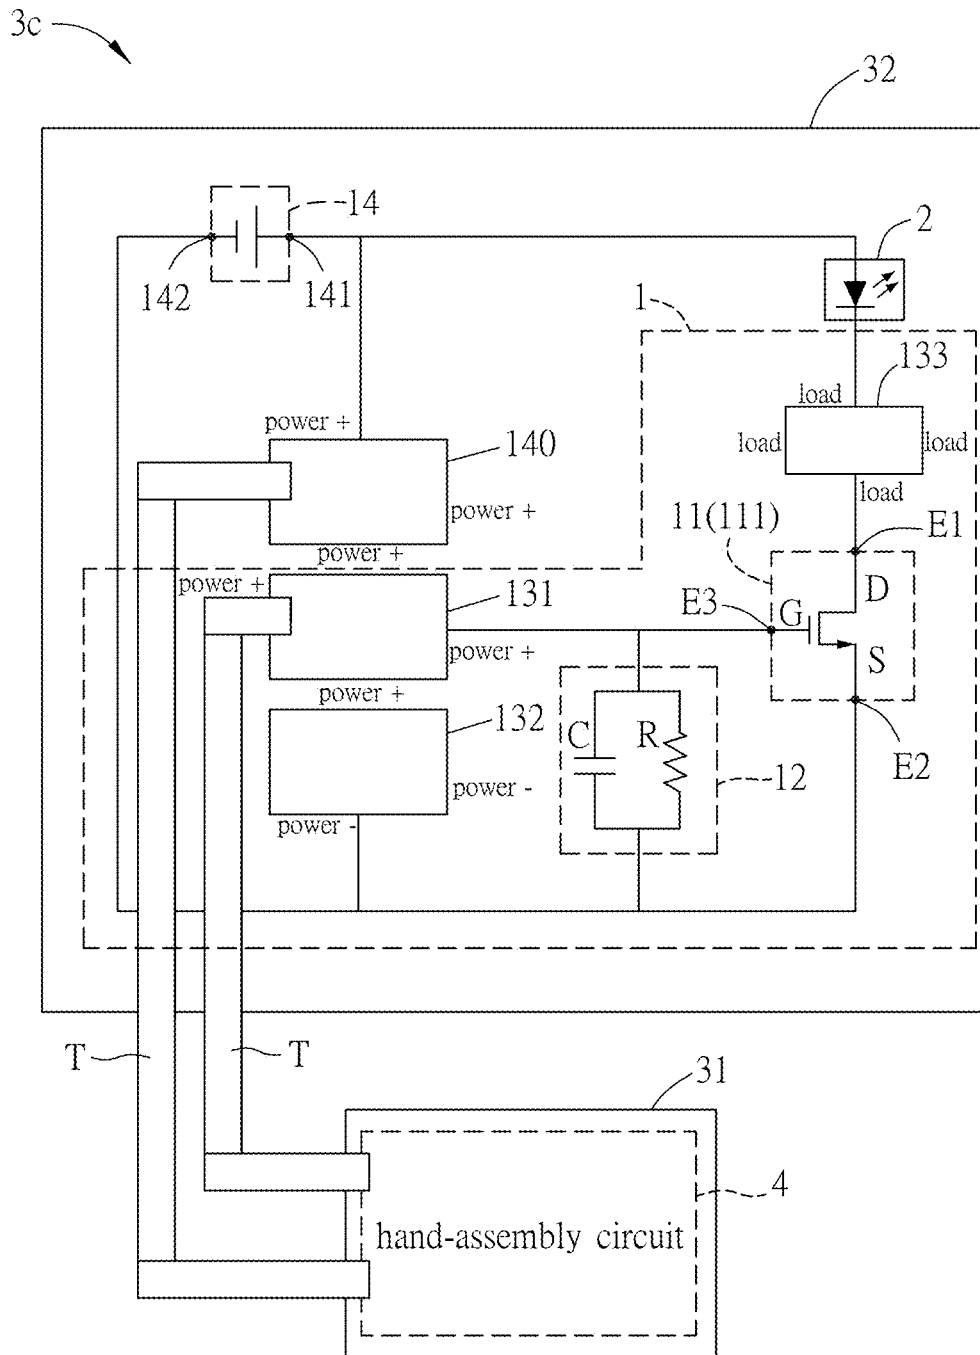 3c
32
14
2
142
141
1
133
load
power +
load
load
140
load
power +
11(111)
E1
power +
power +
131
E3
G
D
power +
S
power +
132
C
R
E2
power -
12
power -
T
T
31
4
hand-assembly circuit